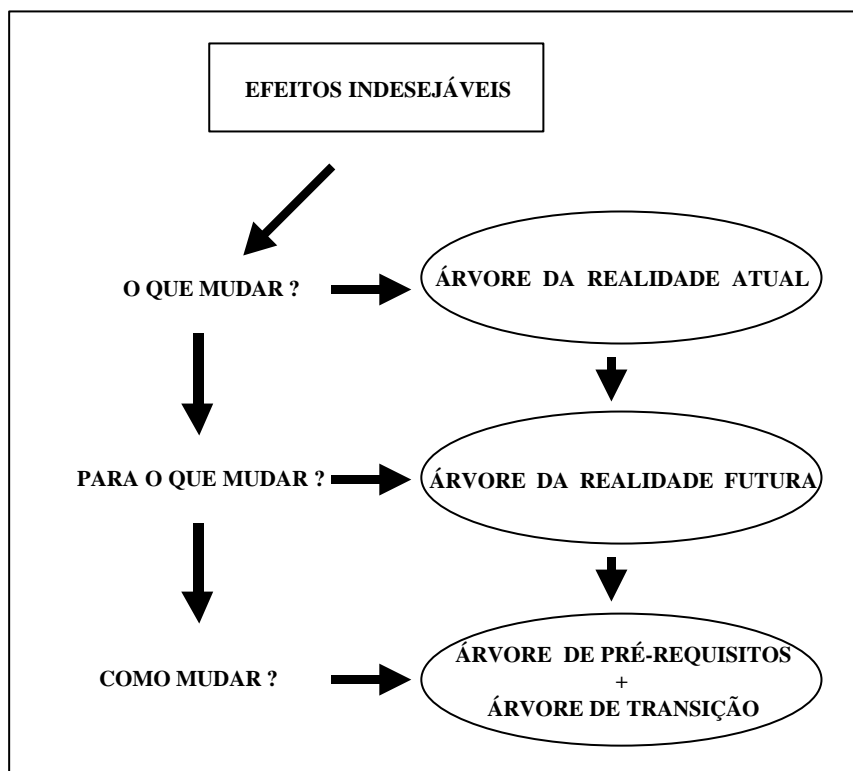 EFEITOS INDESEJÁVEIS
O QUE MUDAR ?
ÁRVORE DA REALIDADE ATUAL
PARA O QUE MUDAR ?
ÁRVORE DA REALIDADE FUTURA
COMO MUDAR ?
ÁRVORE DE PRÉ-REQUISITOS
+
ÁRVORE DE TRANSIÇÃO